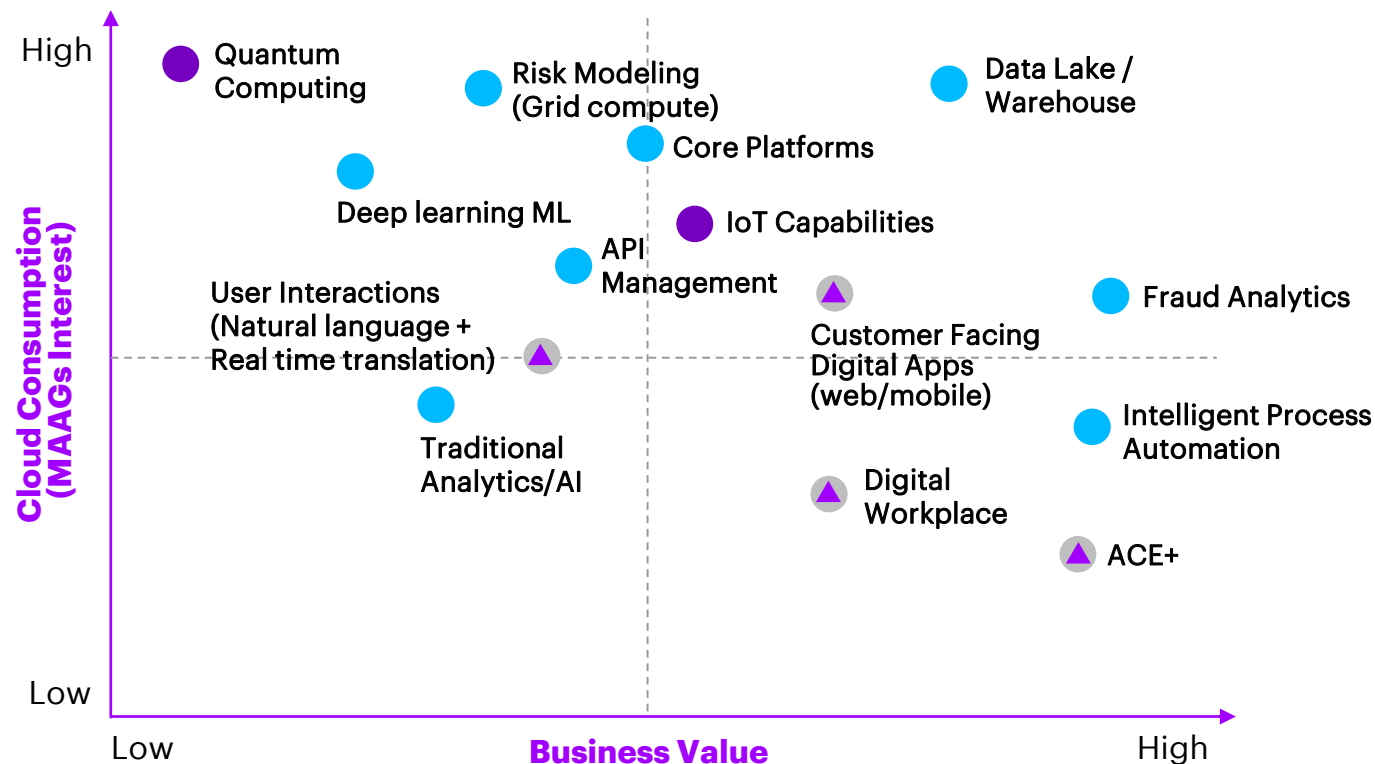 High
Quantum
Computing
Risk Modeling
(Grid compute)
Data Lake /
Warehouse
Core Platforms
Deep learning ML
IoT Capabilities
API
Management
User Interactions
(Natural language +
Real time translation)
Fraud Analytics
Customer Facing
Digital Apps
(web/mobile)
Traditional
Analytics/AI
Intelligent Process
Automation
Digital
Workplace
ACE+
Cloud Consumption
(MAAGs Interest)
Low
Low
Business Value
High